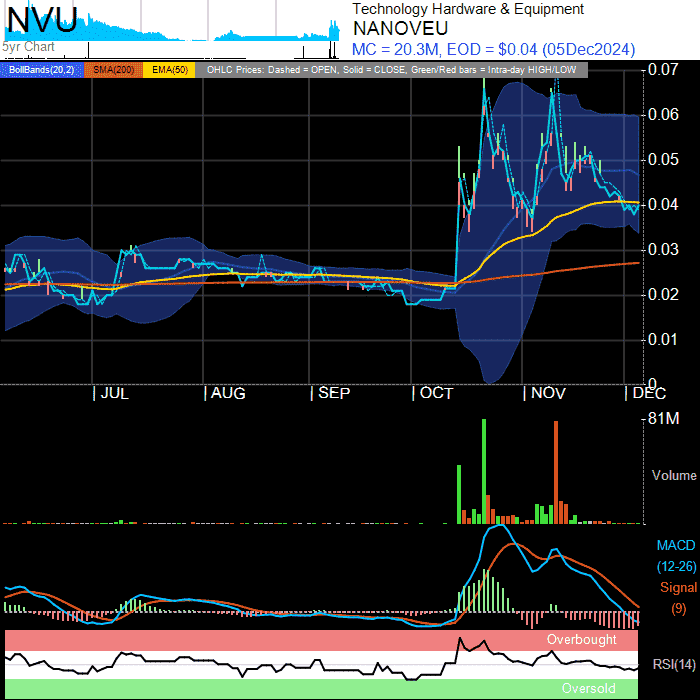 NVU
5yr Chart
Technology Hardware & Equipment
NANOVEU
MC = 20.3M, EOD = $0.04 (05Dec2024)
BollBands(20,2) SMA(200) EMA(50) OHLC Prices: Dashed = OPEN, Solid = CLOSE, Green/Red bars = Intra-day HIGH/LOW
0.07
0.06
0.05
0.04
0.03
0.02
0.01
0
| JUL | AUG | SEP | OCT | NOV | DEC
81M
Volume
MACD
(12-26)
Signal
(9)
Overbought
RSI(14)
Oversold